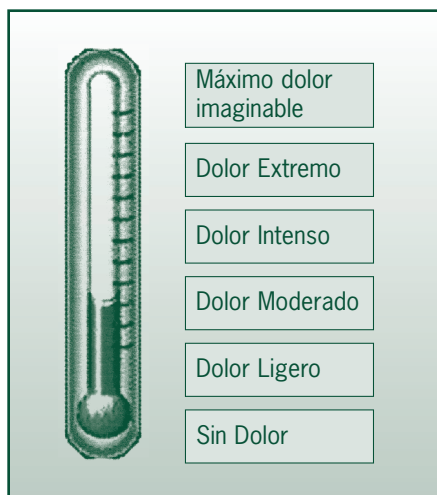 Máximo dolor
imaginable
Dolor Extremo
Dolor Intenso
Dolor Moderado
Dolor Ligero
Sin Dolor